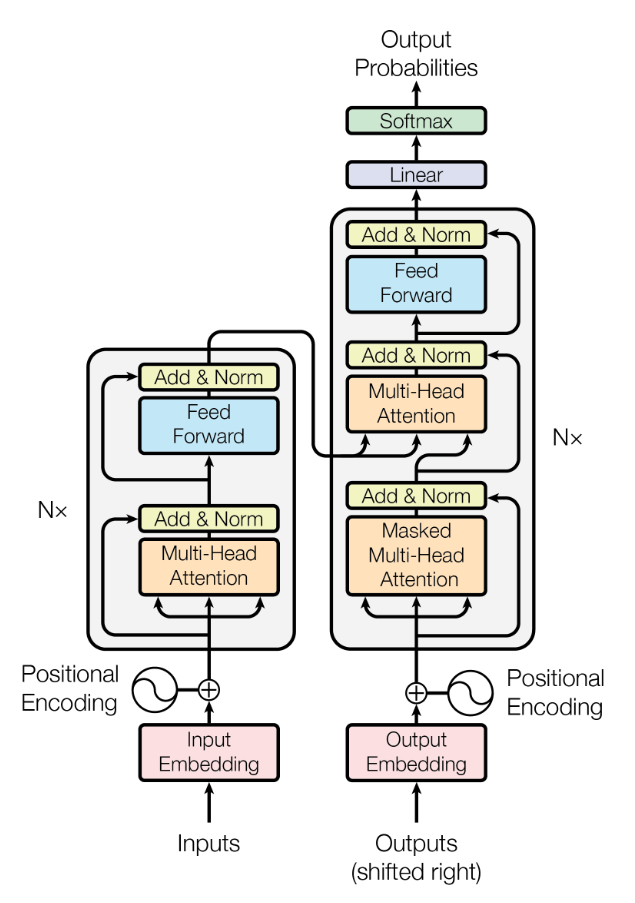 Output
Probabilities
Softmax
Linear
Add & Norm
Feed
Forward
Add & Norm
Multi-Head
Attention
N×
Add & Norm
Masked
Multi-Head
Attention
Add & Norm
Feed
Forward
N×
Add & Norm
Multi-Head
Attention
Positional
Encoding
Positional
Encoding
Input
Embedding
Output
Embedding
Inputs
Outputs
(shifted right)